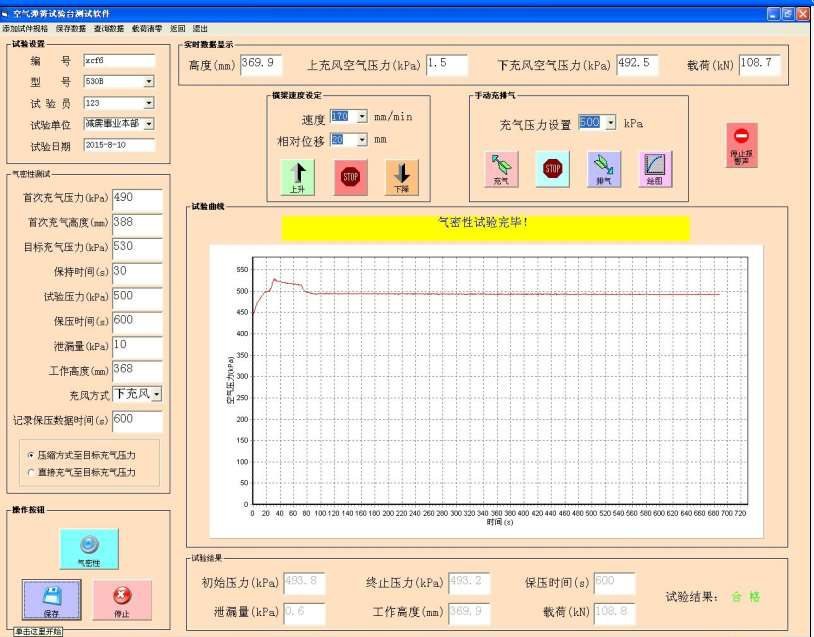 空气弹簧试验台测试软件
添加试件规格 保存数据 查询数据 载荷清零 返回 退出
试验设置
编 号 xcf6
型 号 530B
试 验 员 123
试验单位 减震事业本部
试验日期 2015-8-10
实时数据显示
高度(mm) 369.9 上充风空气压力(kPa) 1.5 下充风空气压力(kPa) 492.5 载荷(kN) 108.7
横梁速度设定
速度 170 mm/min
相对位移 20 mm
上升 STOP 下降
手动充排气
充气压力设置 500 kPa
充气 STOP 排气 绘图
停止报
警声
气密性测试
首次充气压力(kPa) 490
首次充气高度(mm) 388
目标充气压力(kPa) 530
保持时间(s) 30
试验压力(kPa) 500
保压时间(s) 600
泄漏量(kPa) 10
工作高度(mm) 368
充风方式 下充风
记录保压数据时间(s) 600
压缩方式至目标充气压力
直接充气至目标充气压力
操作按钮
气密性
保存 停止
单击这里开始
试验曲线
气密性试验完毕!
550
500
450
400
350
300
250
200
150
100
50
0
空气压力(kPa)
0 20 40 60 80 100 120 140 160 180 200 220 240 260 280 300 320 340 360 380 400 420 440 460 480 500 520 540 560 580 600 620 640 660 680 700 720
时间(s)
试验结果
初始压力(kPa) 493.8 终止压力(kPa) 493.2 保压时间(s) 600
泄漏量(kPa) 0.6 工作高度(mm) 369.9 载荷(kN) 108.8
试验结果: 合 格